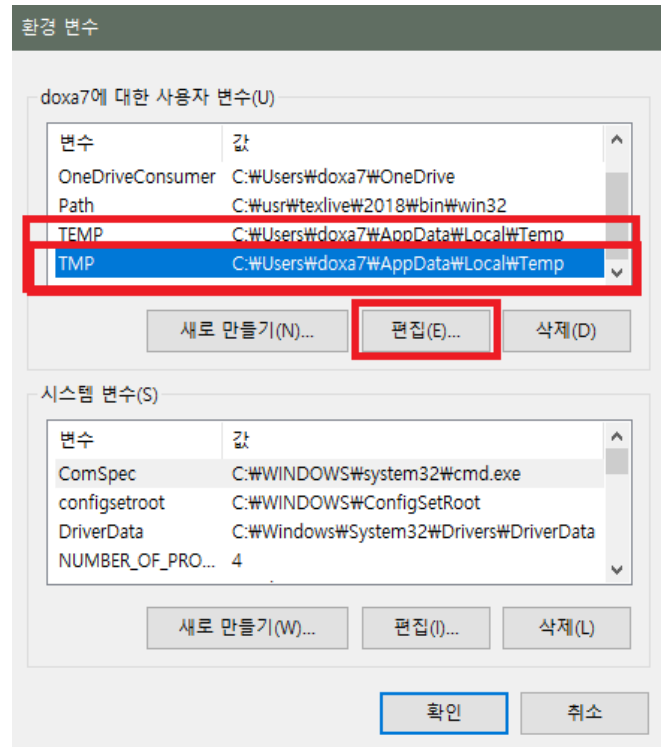 환경 변수
doxa7에 대한 사용자 변수(U)
변수 값
OneDriveConsumer C:₩Users₩doxa7₩OneDrive
Path C:₩usr₩texlive₩2018₩bin₩win32
TEMP C:₩Users₩doxa7₩AppData₩Local₩Temp
TMP C:₩Users₩doxa7₩AppData₩Local₩Temp
새로 만들기(N)... 편집(E)... 삭제(D)
시스템 변수(S)
변수 값
ComSpec C:₩WINDOWS₩system32₩cmd.exe
configsetroot C:₩WINDOWS₩ConfigSetRoot
DriverData C:₩Windows₩System32₩Drivers₩DriverData
NUMBER_OF_PRO... 4
새로 만들기(W)... 편집(I)... 삭제(L)
확인 취소